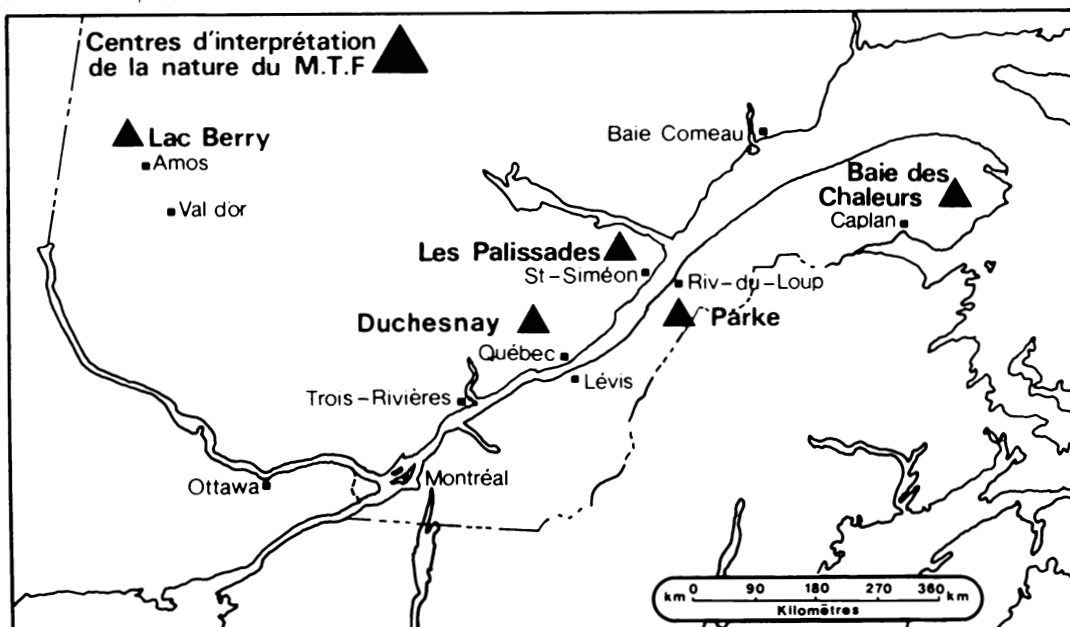 Centres d'interprétation
de la nature du M.T.F
Lac Berry
Amos
Val d'or
Baie Comeau
Baie des
Chaleurs
Caplan
Les Palissades
St-Siméon
Riv-du-Loup
Duchesnay
Parke
Québec
Lévis
Trois-Rivières
Ottawa
Montréal
km 0 90 180 270 360 km
Kilomètres